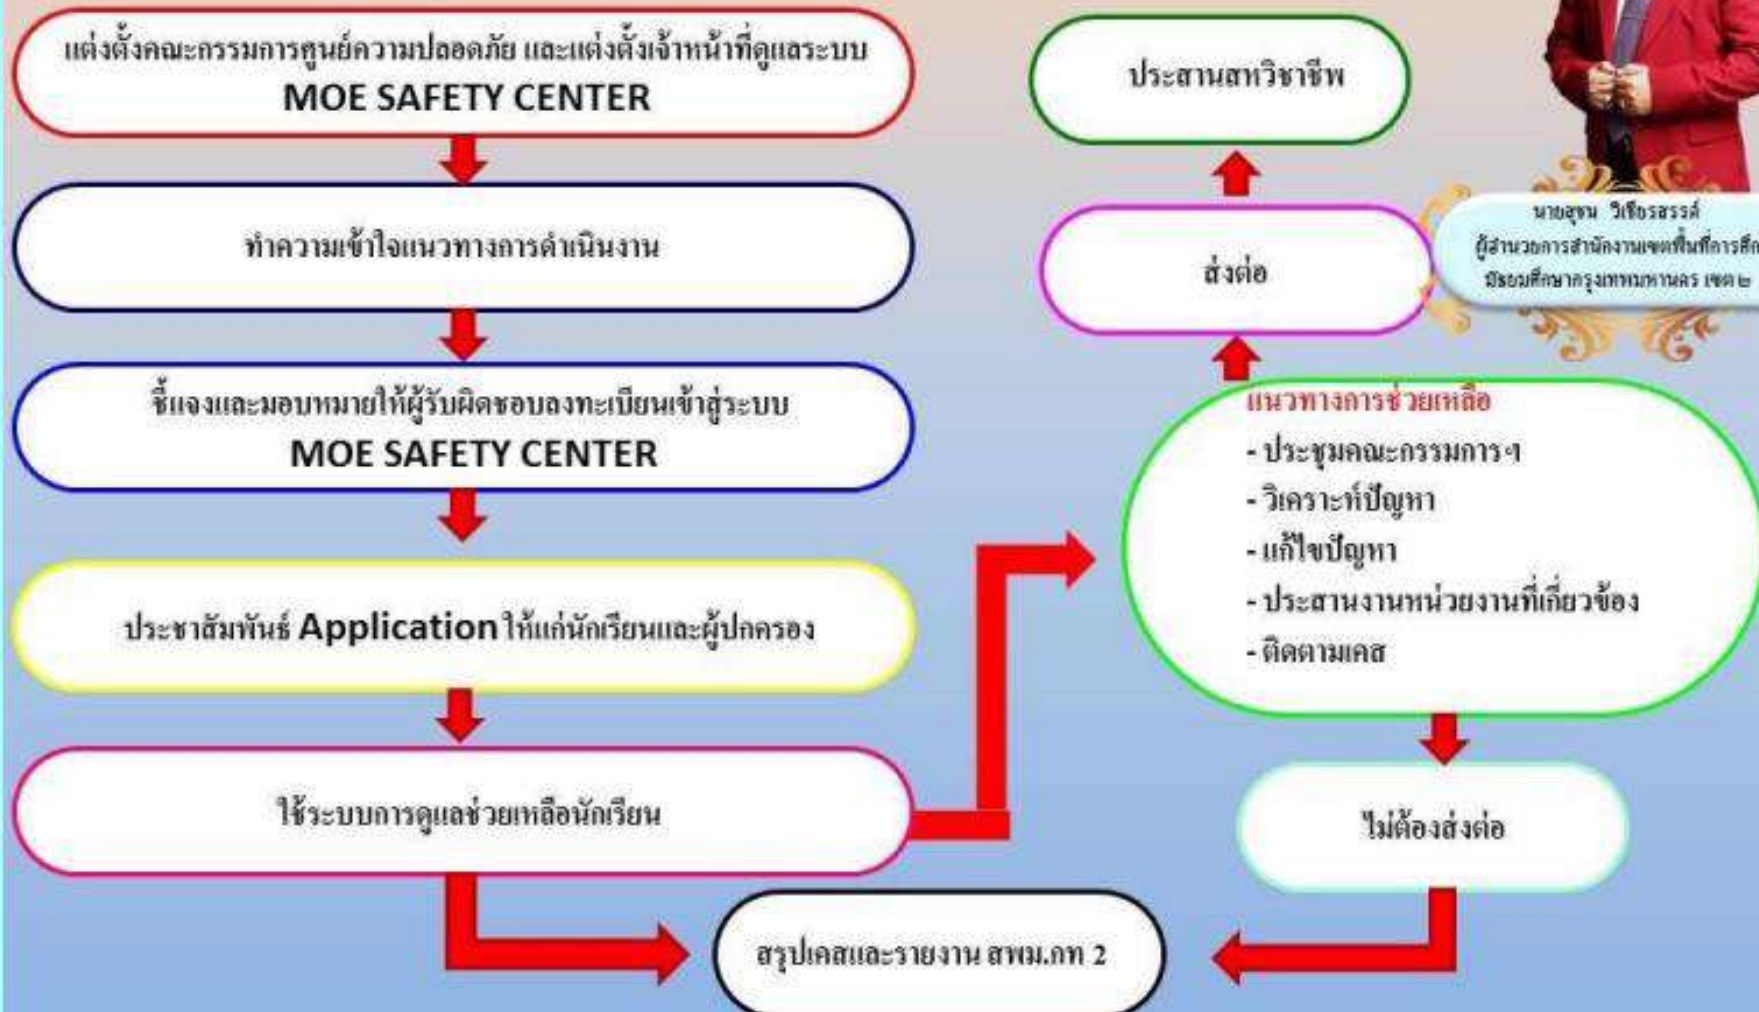 แต่งตั้งคณะกรรมการศูนย์ความปลอดภัย และแต่งตั้งเจ้าหน้าที่ดูแลระบบ
MOE SAFETY CENTER
ทำความเข้าใจแนวทางการดำเนินงาน
ชี้แจงและมอบหมายให้ผู้รับผิดชอบลงทะเบียนเข้าสู่ระบบ
MOE SAFETY CENTER
ประชาสัมพันธ์ Application ให้แก่นักเรียนและผู้ปกครอง
ใช้ระบบการดูแลช่วยเหลือนักเรียน
สรุปเคสและรายงาน สพม.กท 2
ประสานสหวิชาชีพ
ส่งต่อ
นายสุชน วิเชียรสรรค์
ผู้อำนวยการสำนักงานเขตพื้นที่การศึก
มัธยมศึกษากรุงเทพมหานคร เขต ๒
แนวทางการช่วยเหลือ
- ประชุมคณะกรรมการฯ
- วิเคราะห์ปัญหา
- แก้ไขปัญหา
- ประสานงานหน่วยงานที่เกี่ยวข้อง
- ติดตามเคส
ไม่ต้องส่งต่อ